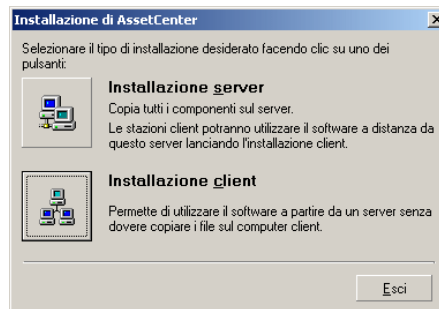 Installazione di AssetCenter
Selezionare il tipo di installazione desiderato facendo clic su uno dei
pulsanti:
Installazione server
Copia tutti i componenti sul server.
Le stazioni client potranno utilizzare il software a distanza da
questo server lanciando l'installazione client.
Installazione client
Permette di utilizzare il software a partire da un server senza
dovere copiare i file sul computer client.
Esci